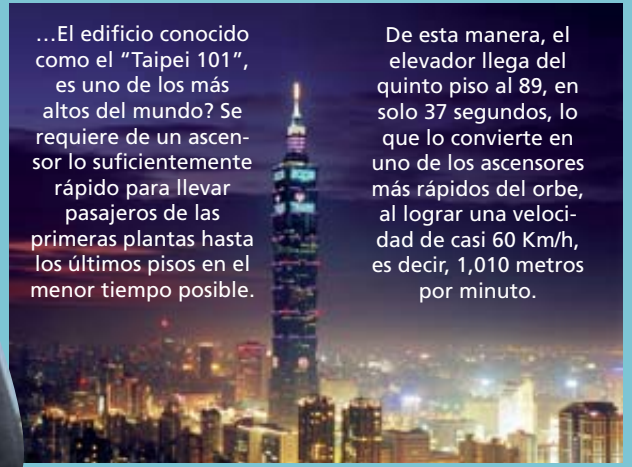 …El edificio conocido
como el “Taipei 101”,
es uno de los más
altos del mundo? Se
requiere de un ascen-
sor lo suficientemente
rápido para llevar
pasajeros de las
primeras plantas hasta
los últimos pisos en el
menor tiempo posible.
De esta manera, el
elevador llega del
quinto piso al 89, en
solo 37 segundos, lo
que lo convierte en
uno de los ascensores
más rápidos del orbe,
al lograr una veloci-
dad de casi 60 Km/h,
es decir, 1,010 metros
por minuto.